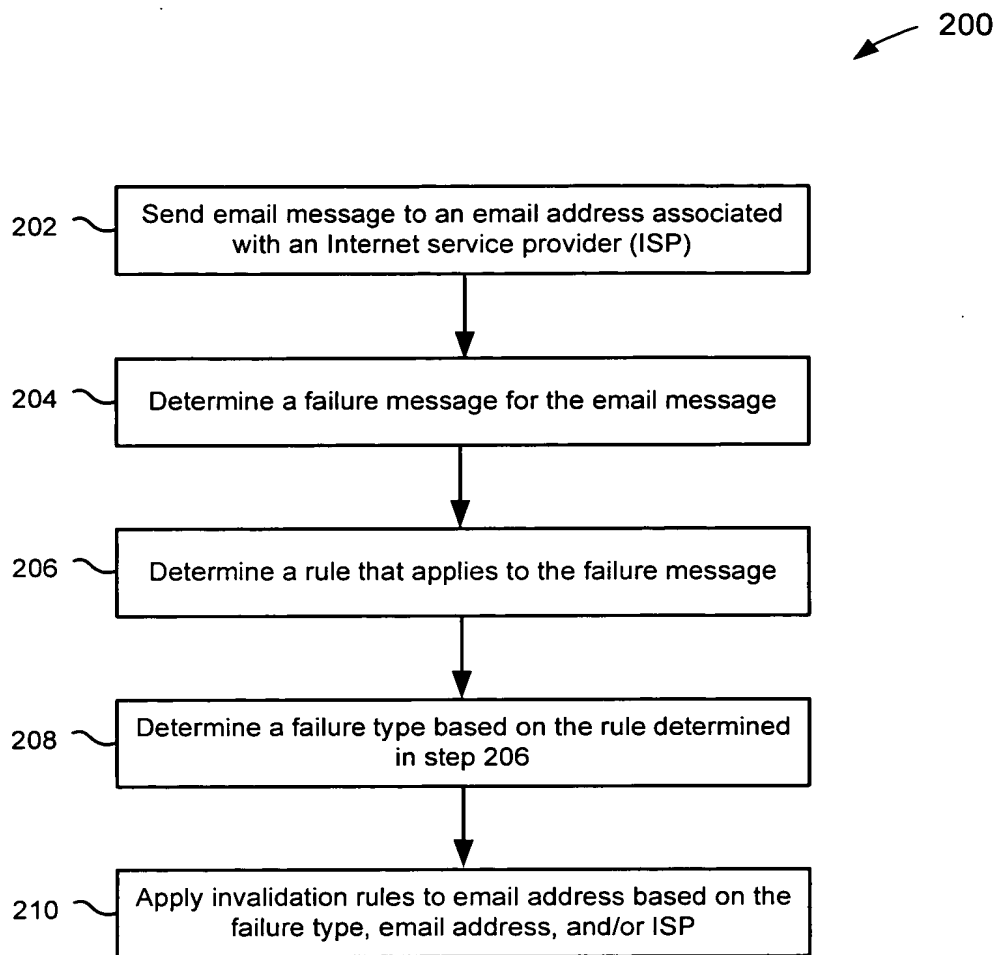 200
202
Send email message to an email address associated
with an Internet service provider (ISP)
204
Determine a failure message for the email message
206
Determine a rule that applies to the failure message
208
Determine a failure type based on the rule determined
in step 206
210
Apply invalidation rules to email address based on the
failure type, email address, and/or ISP